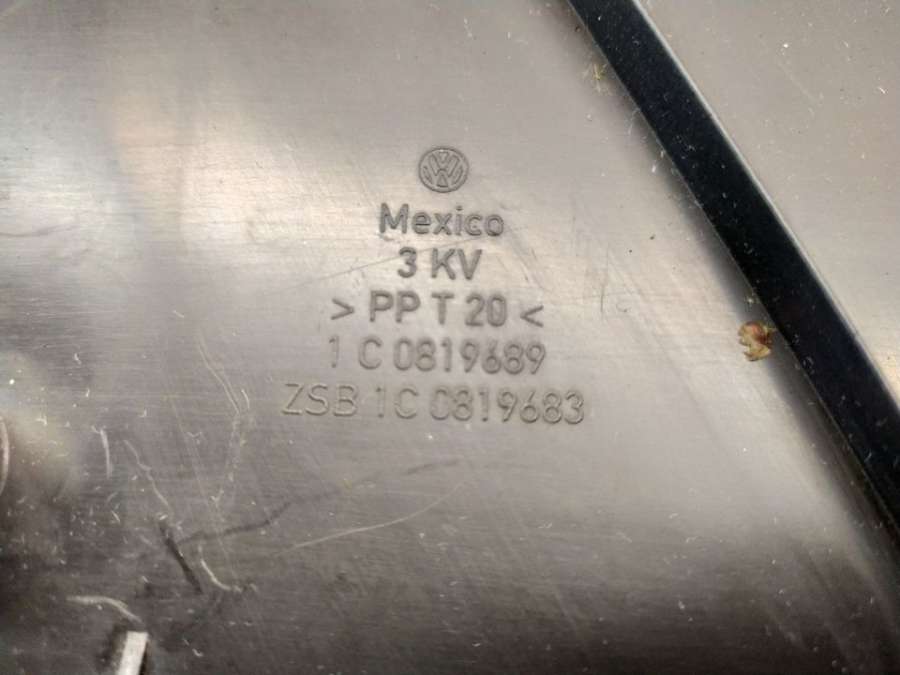 Mexico
3 KV
> PP T 20 <
1 C 0819689
ZSB 1C 0819683